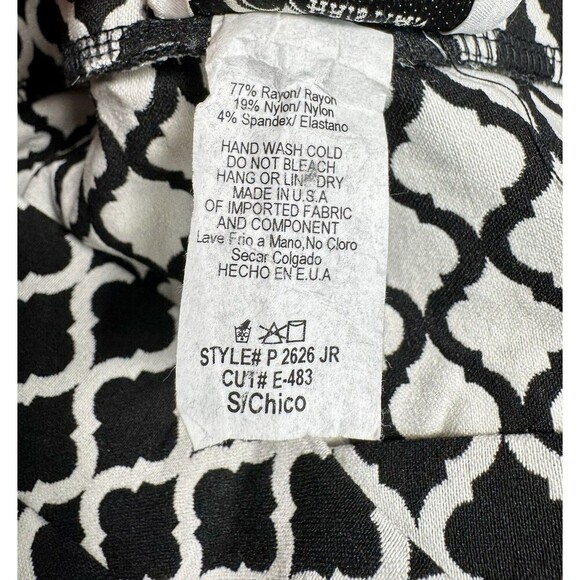 77% Rayon/ Rayon
19% Nylon/ Nylon
4% Spandex/ Elastano
HAND WASH COLD
DO NOT BLEACH
HANG OR LINE DRY
MADE IN U.S.A
OF IMPORTED FABRIC
AND COMPONENT
Lave Frio a Mano,No Cloro
Secar Colgado
HECHO EN E.U.A
STYLE# P 2626 JR
CUT# E-483
S/Chico